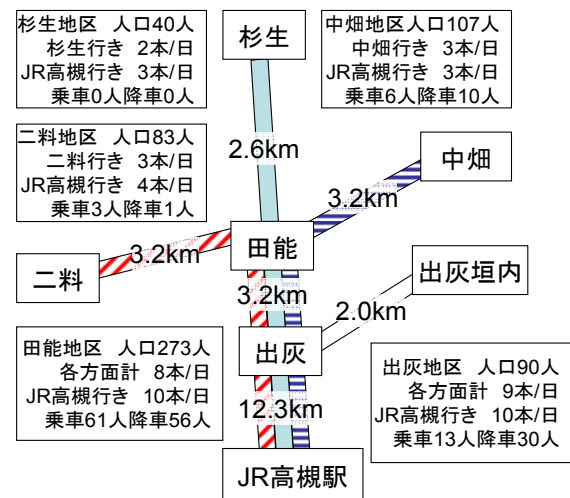 杉生地区 人口40人
杉生行き 2本/日
JR高槻行き 3本/日
乗車0人降車0人
杉生
中畑地区人口107人
中畑行き 3本/日
JR高槻行き 3本/日
乗車6人降車10人
二料地区 人口83人
二料行き 3本/日
JR高槻行き 4本/日
乗車3人降車1人
2.6km
中畑
3.2km
田能
3.2km
二料
出灰垣内
3.2km
2.0km
出灰
田能地区 人口273人
各方面計 8本/日
JR高槻行き 10本/日
乗車61人降車56人
出灰地区 人口90人
各方面計 9本/日
JR高槻行き 10本/日
乗車13人降車30人
12.3km
JR高槻駅